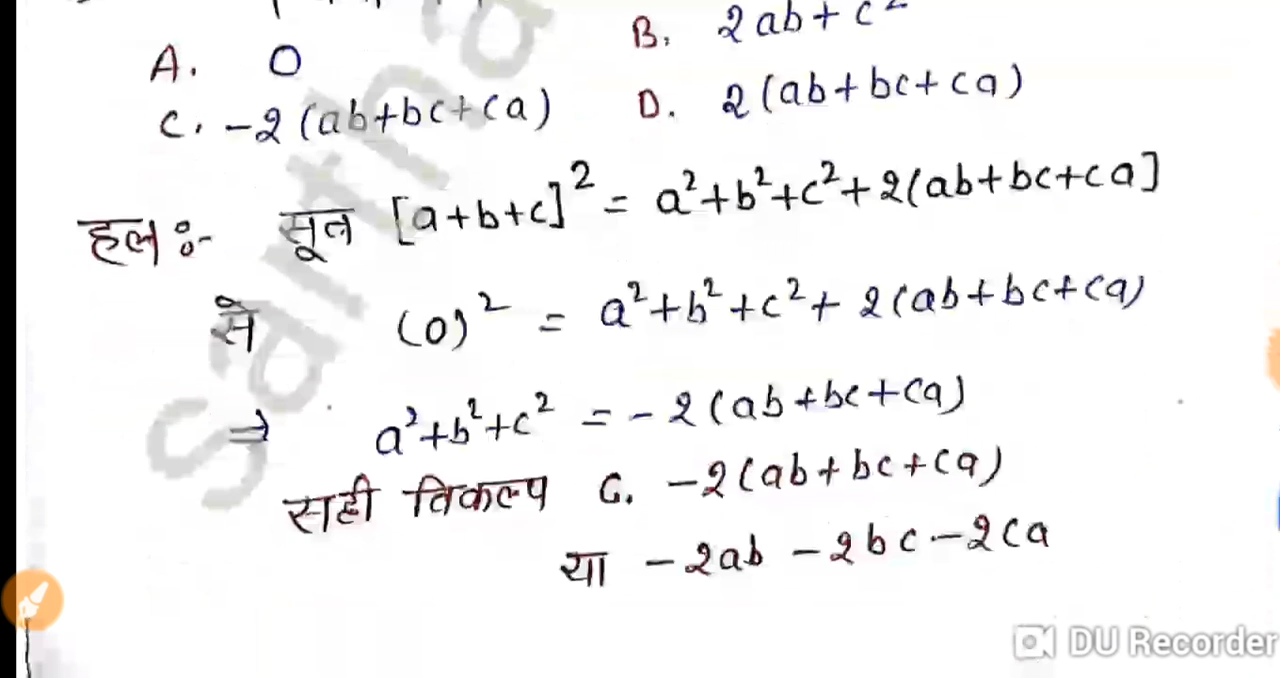 A. 0 B. 2ab + c²
C. -2(ab+bc+ca) D. 2(ab+bc+ca)
हल :- सूत्र [a+b+c]² = a²+b²+c²+2(ab+bc+ca]
से (0)² = a²+b²+c²+ 2(ab+bc+ca)
⇒ a²+b²+c² = -2(ab+bc+ca)
सही विकल्प C. -2(ab+bc+ca)
या -2ab - 2bc - 2ca
DU Recorder